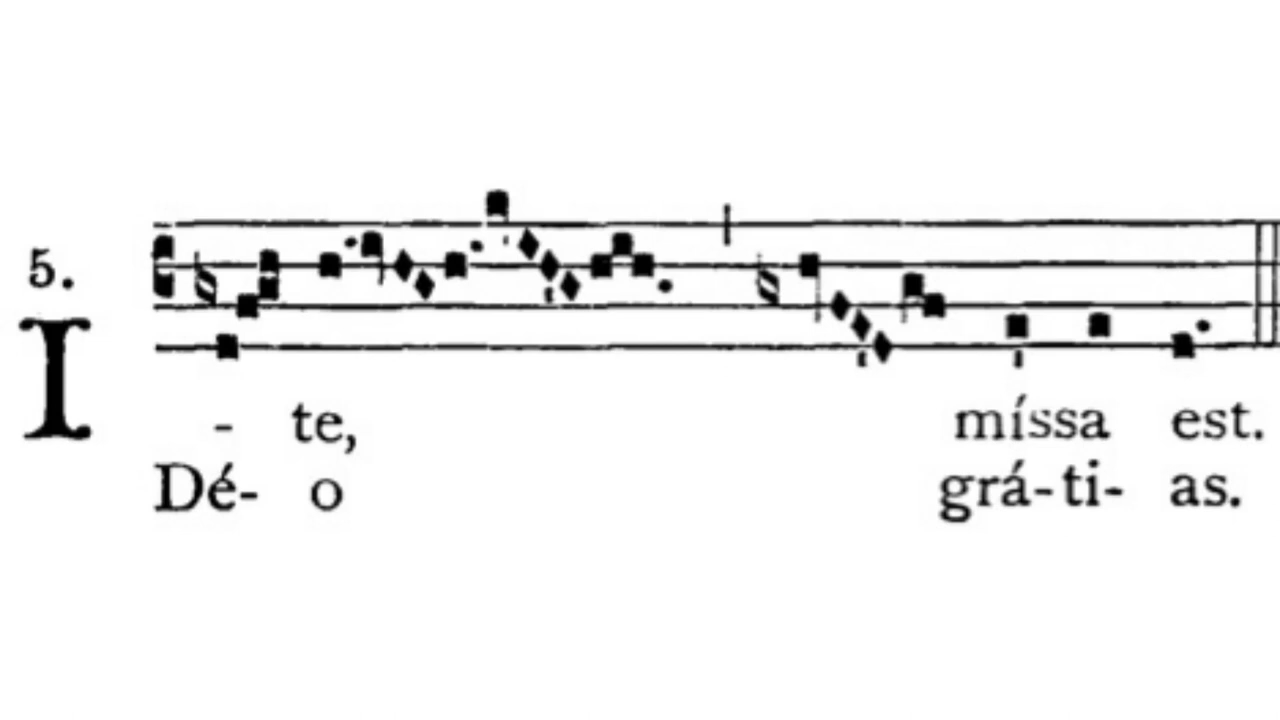 5.
I - te, míssa est.
Dé- o grá-ti- as.